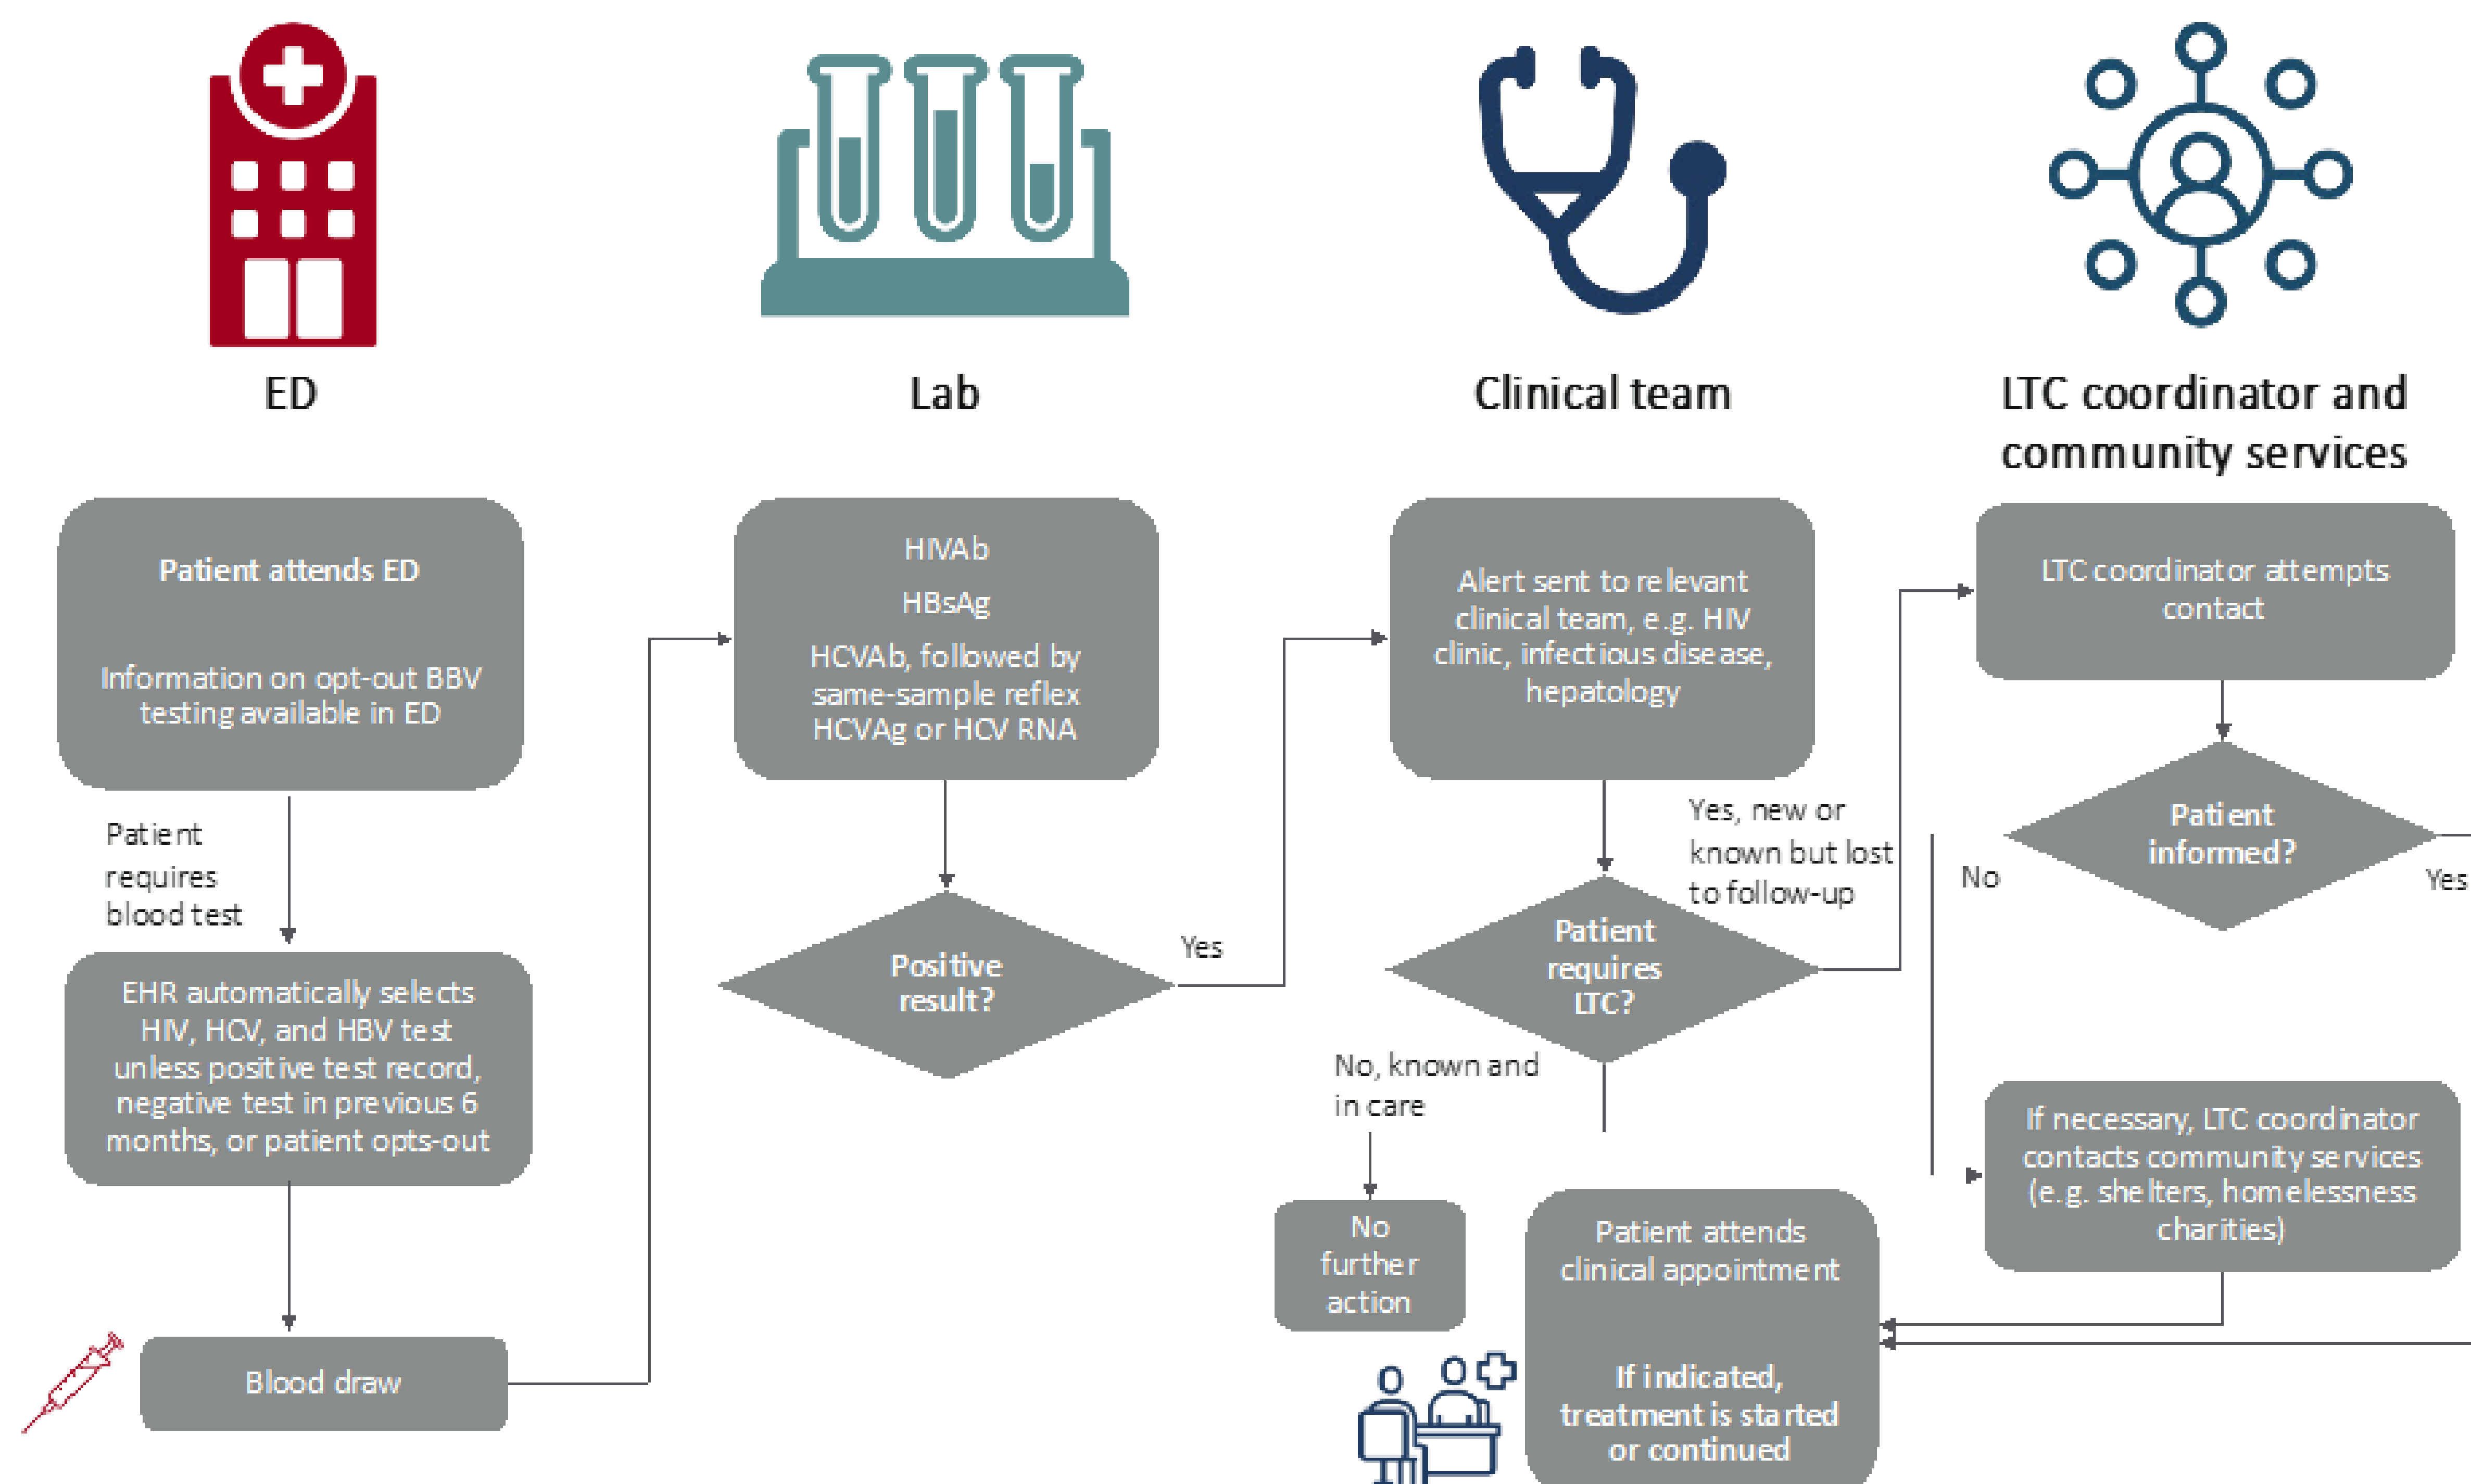 ED
Lab
Clinical team
LTC coordinator and
community services
Patient attends ED
Information on opt-out BBV
testing available in ED
Patient
requires
blood test
EHR automatically selects
HIV, HCV, and HBV test
unless positive test record,
negative test in previous 6
months, or patient opts-out
Blood draw
HIVAb
HBsAg
HCVAb, followed by
same-sample reflex
HCVAg or HCV RNA
Positive
result?
Yes
Alert sent to relevant
clinical team, e.g. HIV
clinic, infectious disease,
hepatology
Yes, new or
known but lost
to follow-up
Patient
requires
LTC?
No, known and
in care
No
further
action
Patient attends
clinical appointment
If indicated,
treatment is started
or continued
LTC coordinator attempts
contact
Patient
informed?
No
Yes
If necessary, LTC coordinator
contacts community services
(e.g. shelters, homelessness
charities)